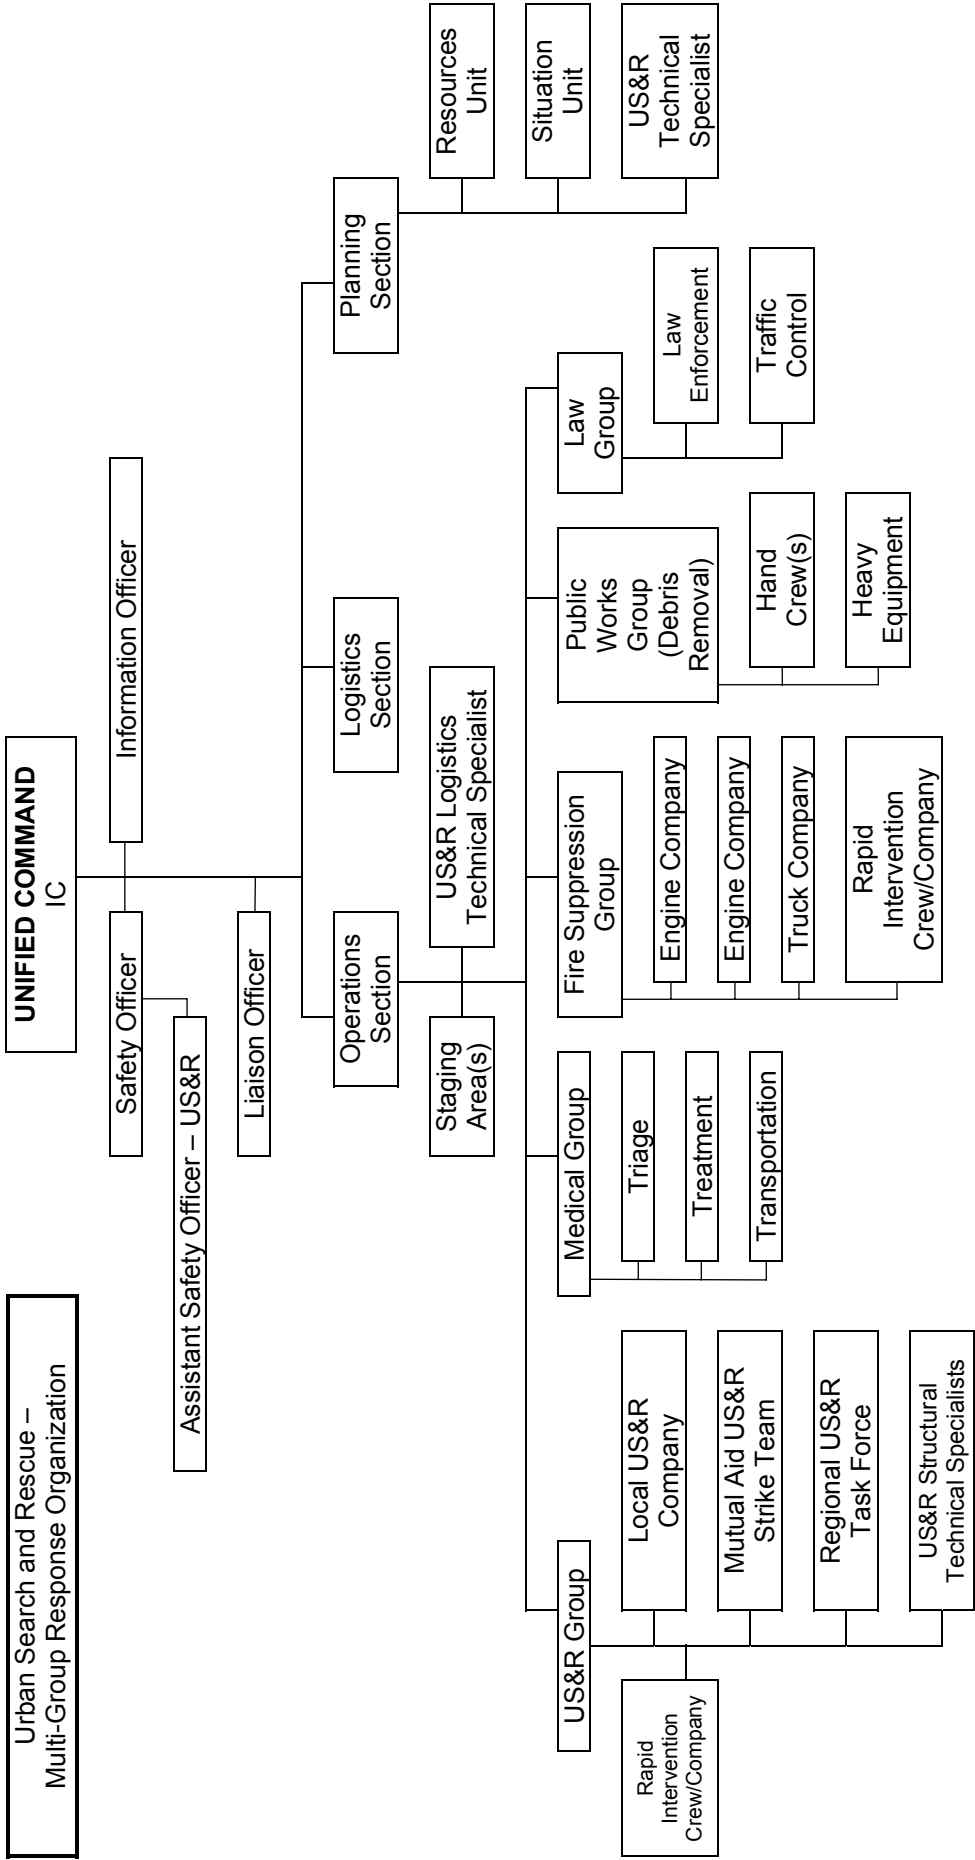 Urban Search and Rescue –
Multi-Group Response Organization
UNIFIED COMMAND
IC
Safety Officer
Information Officer
Assistant Safety Officer – US&R
Liaison Officer
Operations
Section
Logistics
Section
Planning
Section
Staging
Area(s)
US&R Logistics
Technical Specialist
Resources
Unit
Situation
Unit
US&R
Technical
Specialist
US&R Group
Rapid
Intervention
Crew/Company
Local US&R
Company
Mutual Aid US&R
Strike Team
Regional US&R
Task Force
US&R Structural
Technical Specialists
Medical Group
Triage
Treatment
Transportation
Fire Suppression
Group
Engine Company
Engine Company
Truck Company
Rapid
Intervention
Crew/Company
Public
Works
Group
(Debris
Removal)
Hand
Crew(s)
Heavy
Equipment
Law
Group
Law
Enforcement
Traffic
Control